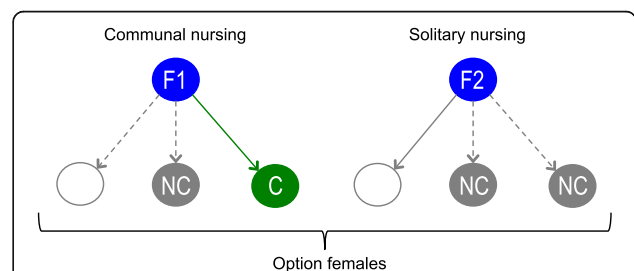 Communal nursing
Solitary nursing
F1
F2
NC
C
NC
NC
Option females